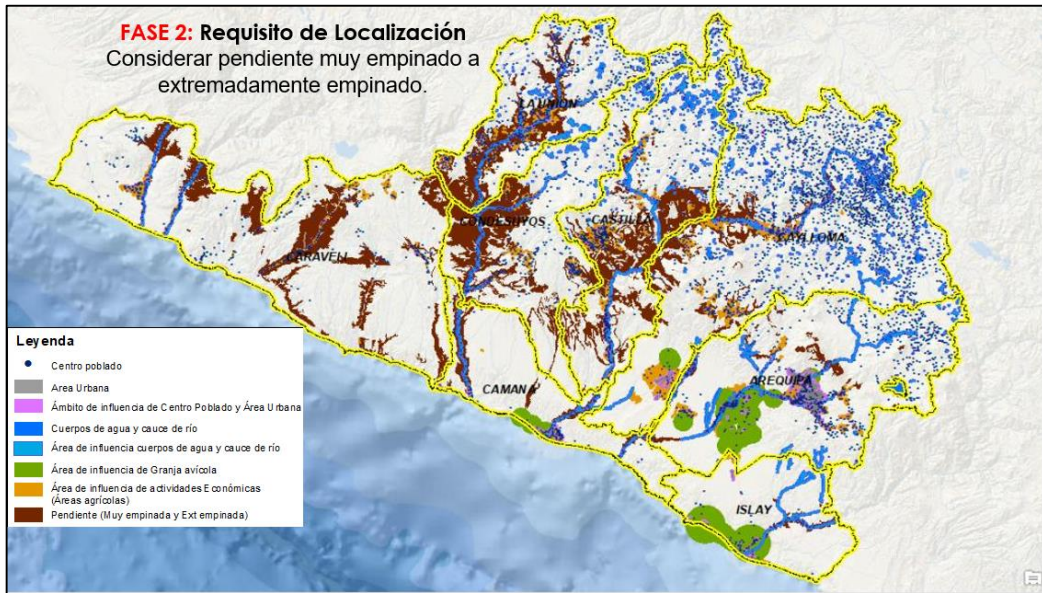 FASE 2: Requisito de Localización
Considerar pendiente muy empinado a
extremadamente empinado.
LA UNION
CONDESUYOS
CASTILLA
CAYLLOMA
CARAVELI
CAMANA
AREQUIPA
ISLAY
Leyenda
Centro poblado
Area Urbana
Ámbito de influencia de Centro Poblado y Área Urbana
Cuerpos de agua y cauce de río
Área de influencia cuerpos de agua y cauce de río
Área de influencia de Granja avícola
Área de influencia de actividades Económicas
(Áreas agrícolas)
Pendiente (Muy empinada y Ext empinada)